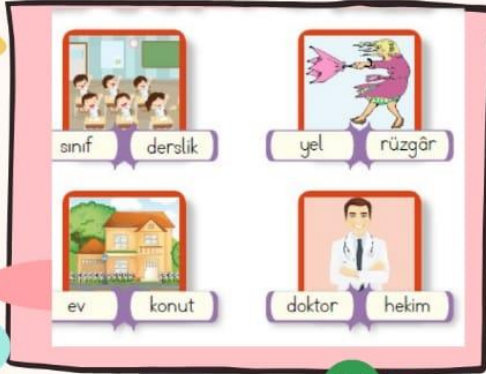 sınıf derslik
yel rüzgâr
ev konut
doktor hekim